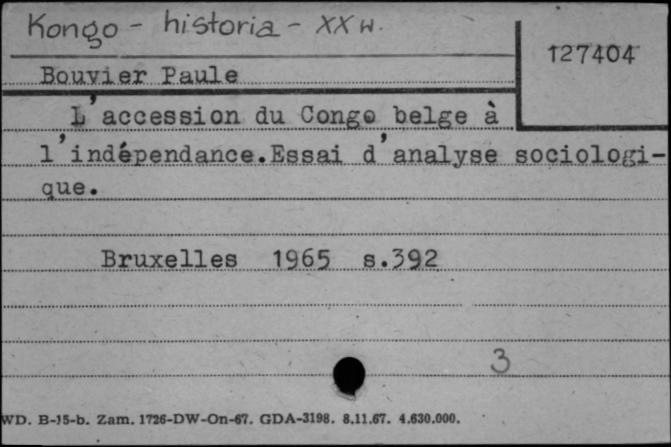 Kongo - historia - XX w.
127404
Bouvier Paule
L'accession du Congo belge à
l'indépendance.Essai d'analyse sociologi-
que.
Bruxelles 1965 s.392
3
WD. B-15-b. Zam. 1726-DW-On-67. GDA-3198. 8.11.67. 4.630.000.